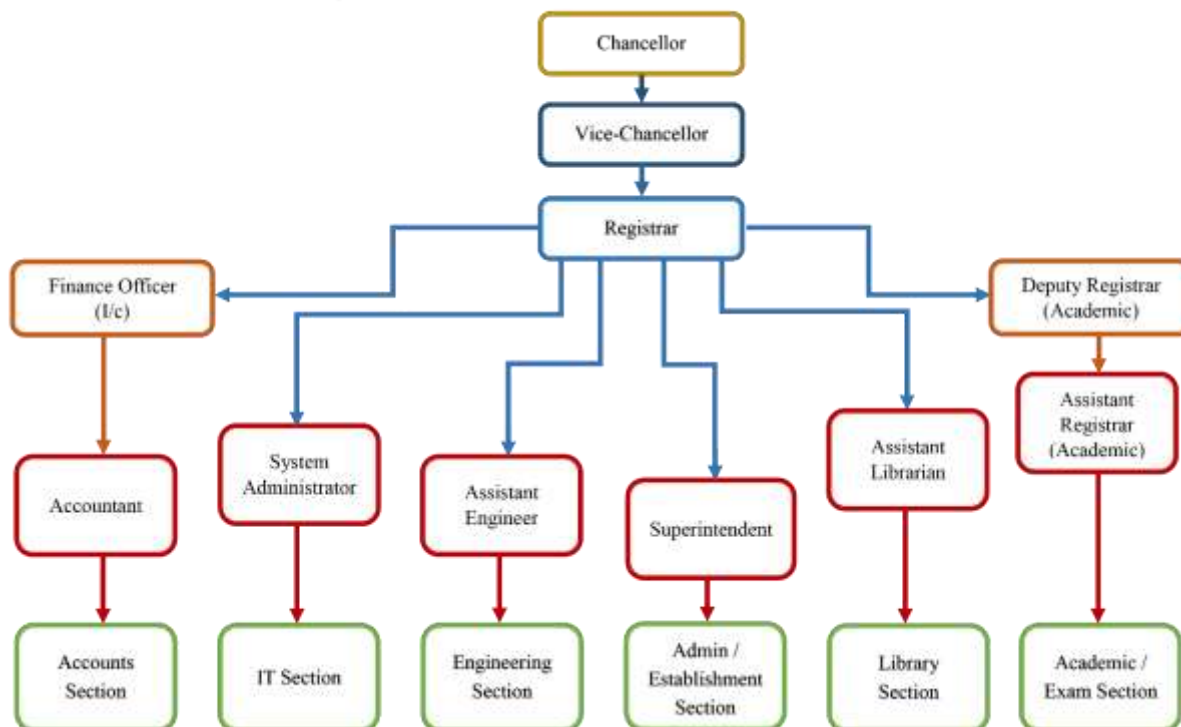 Chancellor
Vice-Chancellor
Registrar
Finance Officer
(I/c)
Deputy Registrar
(Academic)
Assistant
Registrar
(Academic)
Accountant
System
Administrator
Assistant
Engineer
Superintendent
Assistant
Librarian
Accounts
Section
IT Section
Engineering
Section
Admin /
Establishment
Section
Library
Section
Academic /
Exam Section